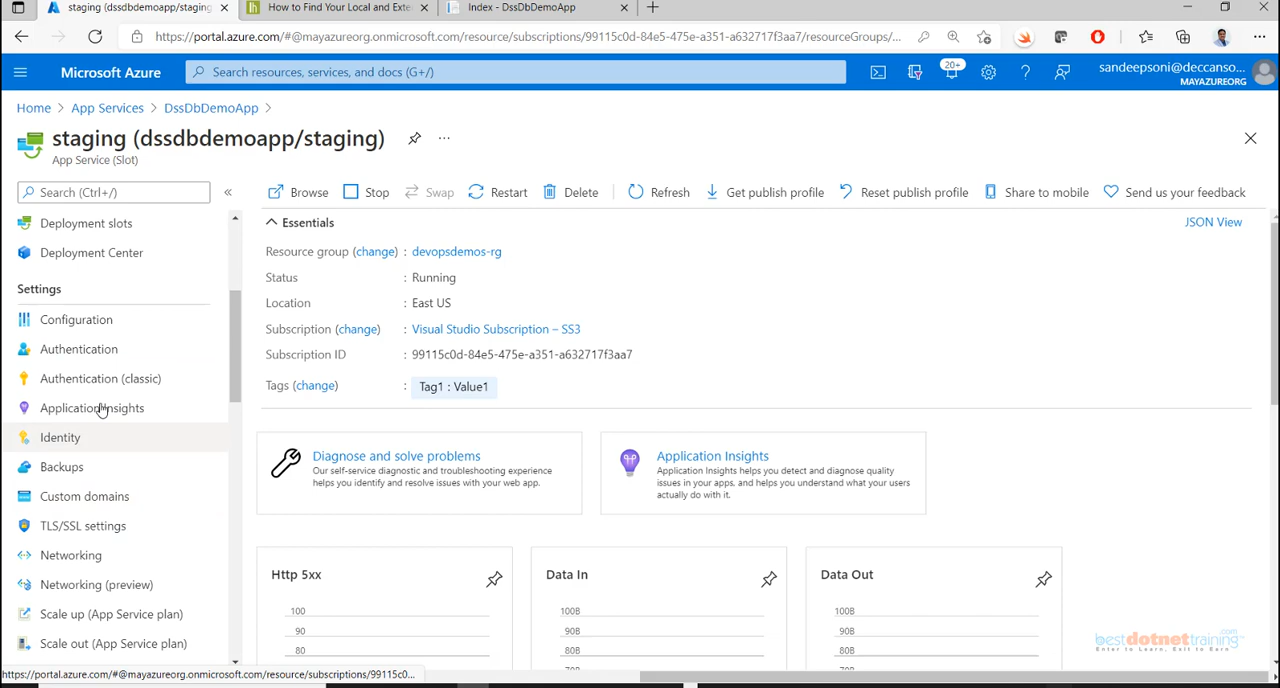 staging (dssdbdemoapp/staging)
How to Find Your Local and Exte
Index - DssDbDemoApp
https://portal.azure.com/#@mayazureorg.onmicrosoft.com/resource/subscriptions/99115c0d-84e5-475e-a351-a632717f3aa7/resourceGroups/...
Microsoft Azure
Search resources, services, and docs (G+/)
20+
sandeepsoni@deccanso...
MAYAZUREORG
Home > App Services > DssDbDemoApp >
staging (dssdbdemoapp/staging)
App Service (Slot)
Search (Ctrl+/)
«
Browse
Stop
Swap
Restart
Delete
Refresh
Get publish profile
Reset publish profile
Share to mobile
Send us your feedback
Deployment slots
Deployment Center
Settings
Configuration
Authentication
Authentication (classic)
Application Insights
Identity
Backups
Custom domains
TLS/SSL settings
Networking
Networking (preview)
Scale up (App Service plan)
Scale out (App Service plan)
Essentials
JSON View
Resource group (change) : devopsdemos-rg
Status : Running
Location : East US
Subscription (change) : Visual Studio Subscription – SS3
Subscription ID : 99115c0d-84e5-475e-a351-a632717f3aa7
Tags (change) : Tag1 : Value1
Diagnose and solve problems
Our self-service diagnostic and troubleshooting experience
helps you identify and resolve issues with your web app.
Application Insights
Application Insights helps you detect and diagnose quality
issues in your apps, and helps you understand what your users
actually do with it.
Http 5xx
100
90
80
Data In
100B
90B
80B
70B
Data Out
100B
90B
80B
70B
bestdotnettraining.com
Enter to Learn, Exit to Earn
https://portal.azure.com/#@mayazureorg.onmicrosoft.com/resource/subscriptions/99115c0...